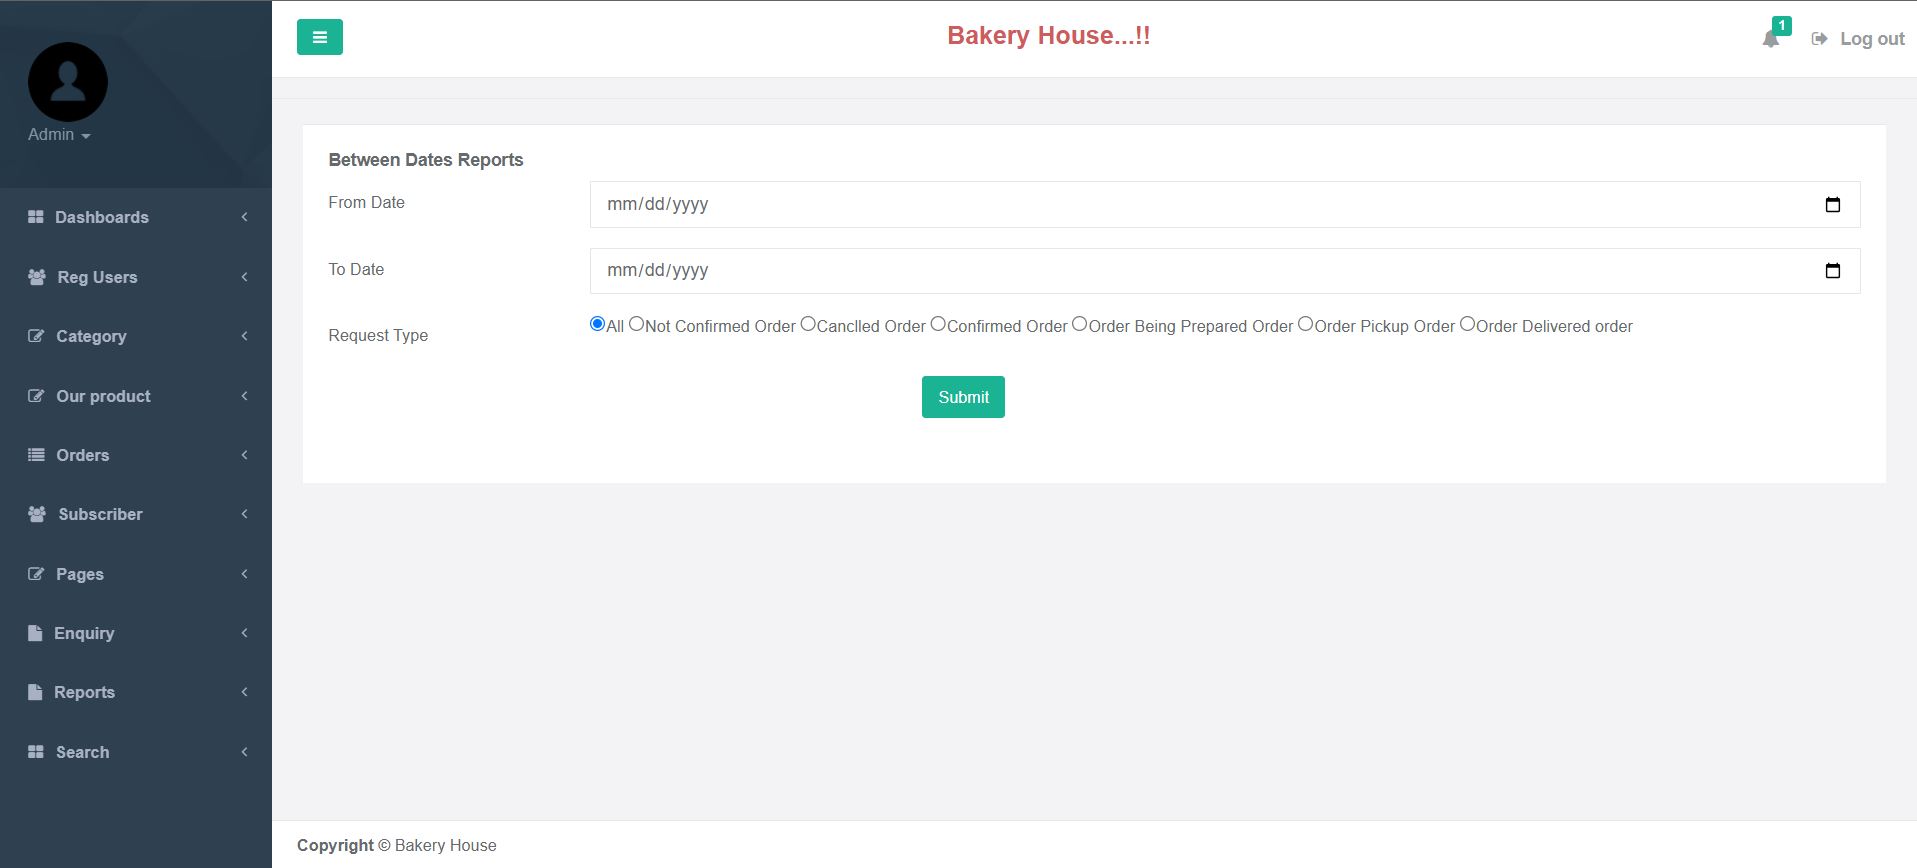 Bakery House...!!
1
Log out
Admin
Dashboards
Reg Users
Category
Our product
Orders
Subscriber
Pages
Enquiry
Reports
Search
Between Dates Reports
From Date
mm/dd/yyyy
To Date
mm/dd/yyyy
Request Type
All Not Confirmed Order Canclled Order Confirmed Order Order Being Prepared Order Order Pickup Order Order Delivered order
Submit
Copyright © Bakery House